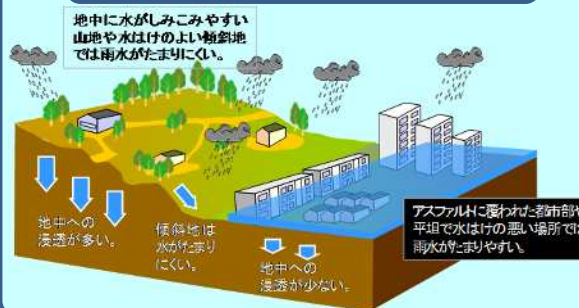 地中に水がしみこみやすい
山地や水はけのよい傾斜地
では雨水がたまりにくい。
アスファルトに覆われた都市部や
平坦で水はけの悪い場所では
雨水がたまりやすい。
地中への
浸透が多い。
傾斜地は
水がたまり
にくい。
地中への
浸透が少ない。